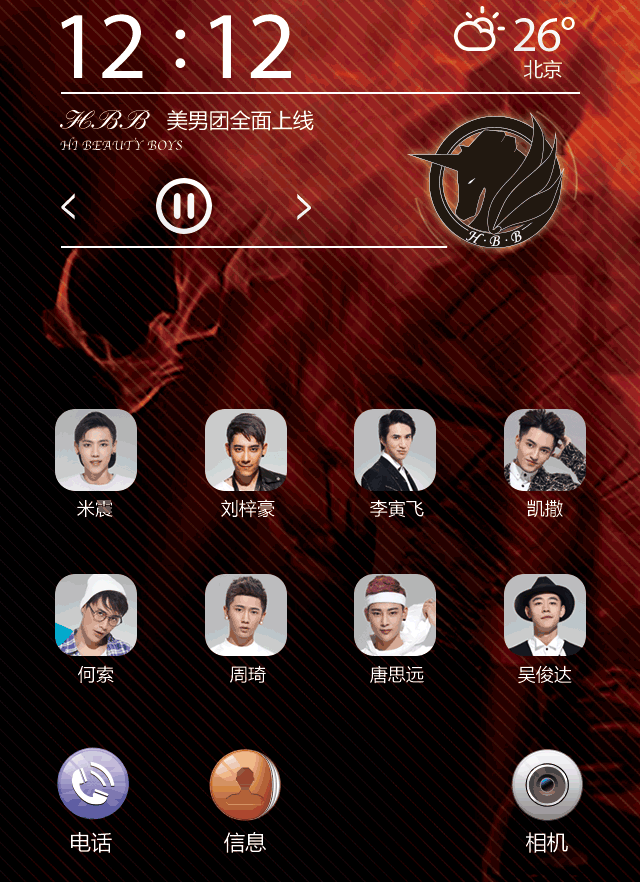 12:12
26°
北京
HBB 美男团全面上线
HI BEAUTY BOYS
H·B·B
米震 刘梓豪 李寅飞 凯撒
何索 周琦 唐思远 吴俊达
电话 信息 相机